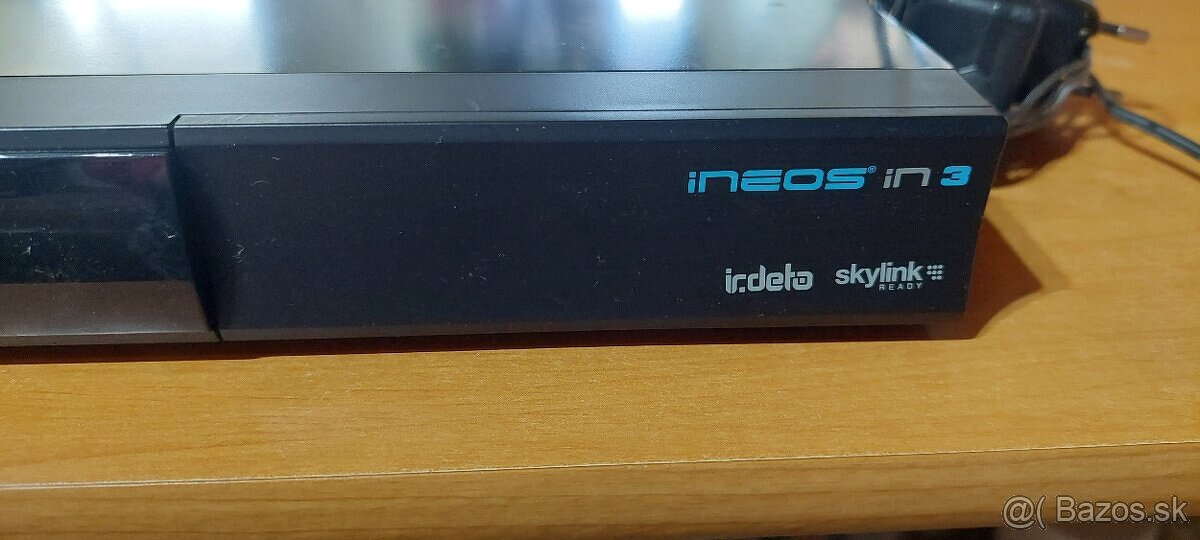 iNEOS® iN 3
irdeto skylink
READY
@( Bazos.sk